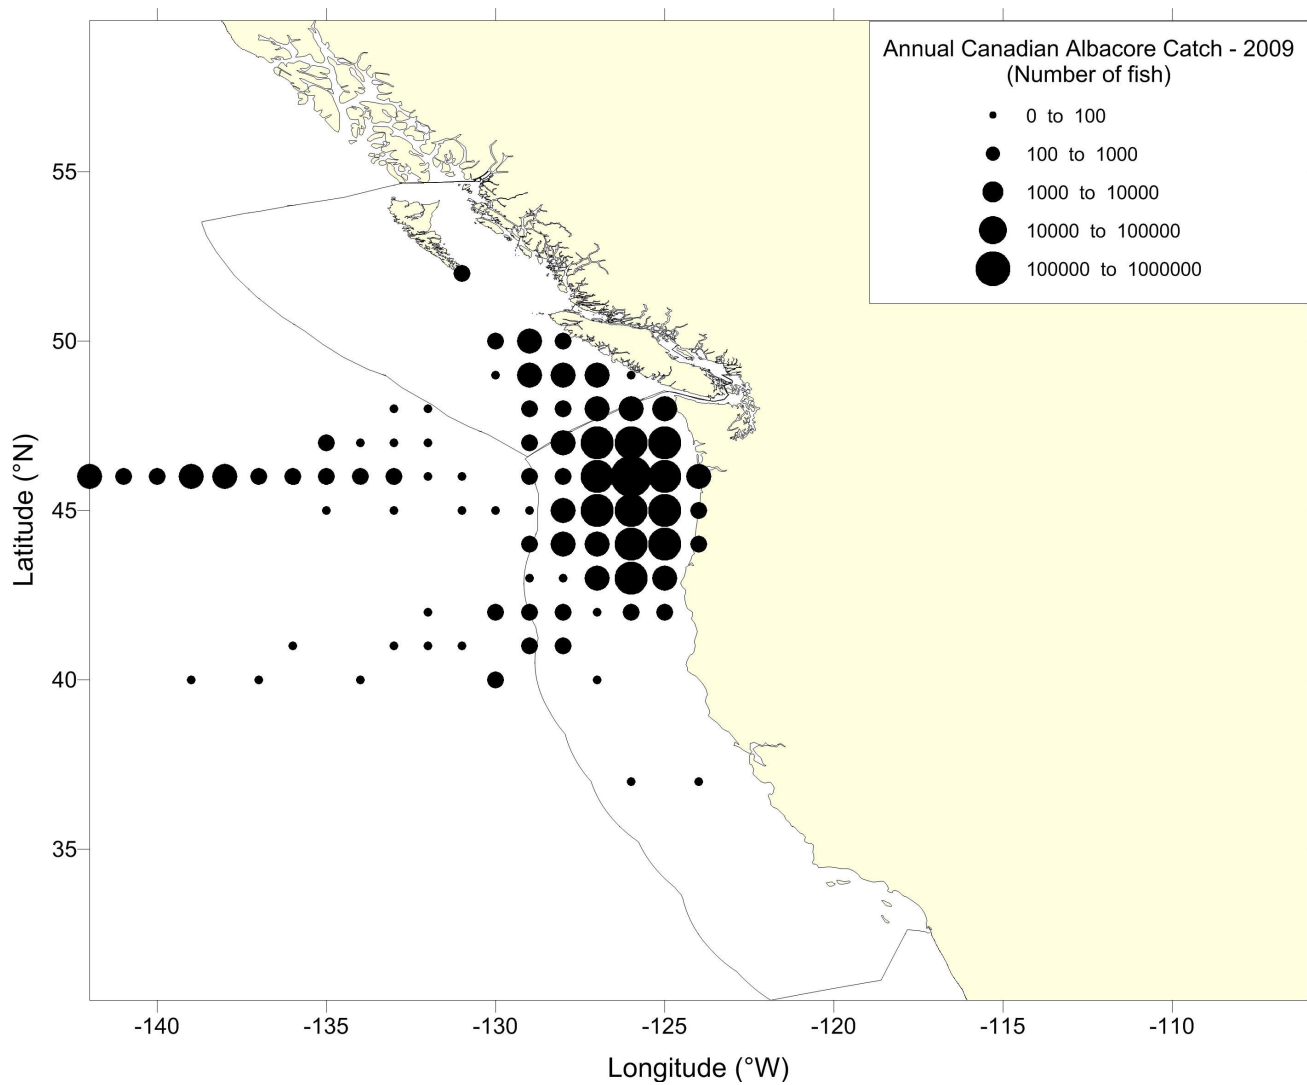 Annual Canadian Albacore Catch - 2009
(Number of fish)
0 to 100
100 to 1000
1000 to 10000
10000 to 100000
100000 to 1000000
55
50
45
40
35
Latitude (°N)
-140
-135
-130
-125
-120
-115
-110
Longitude (°W)